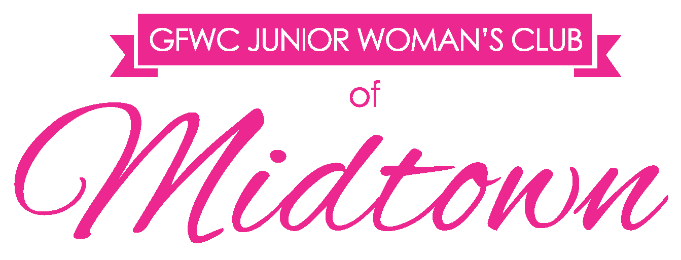 GFWC JUNIOR WOMAN'S CLUB
of
Midtown